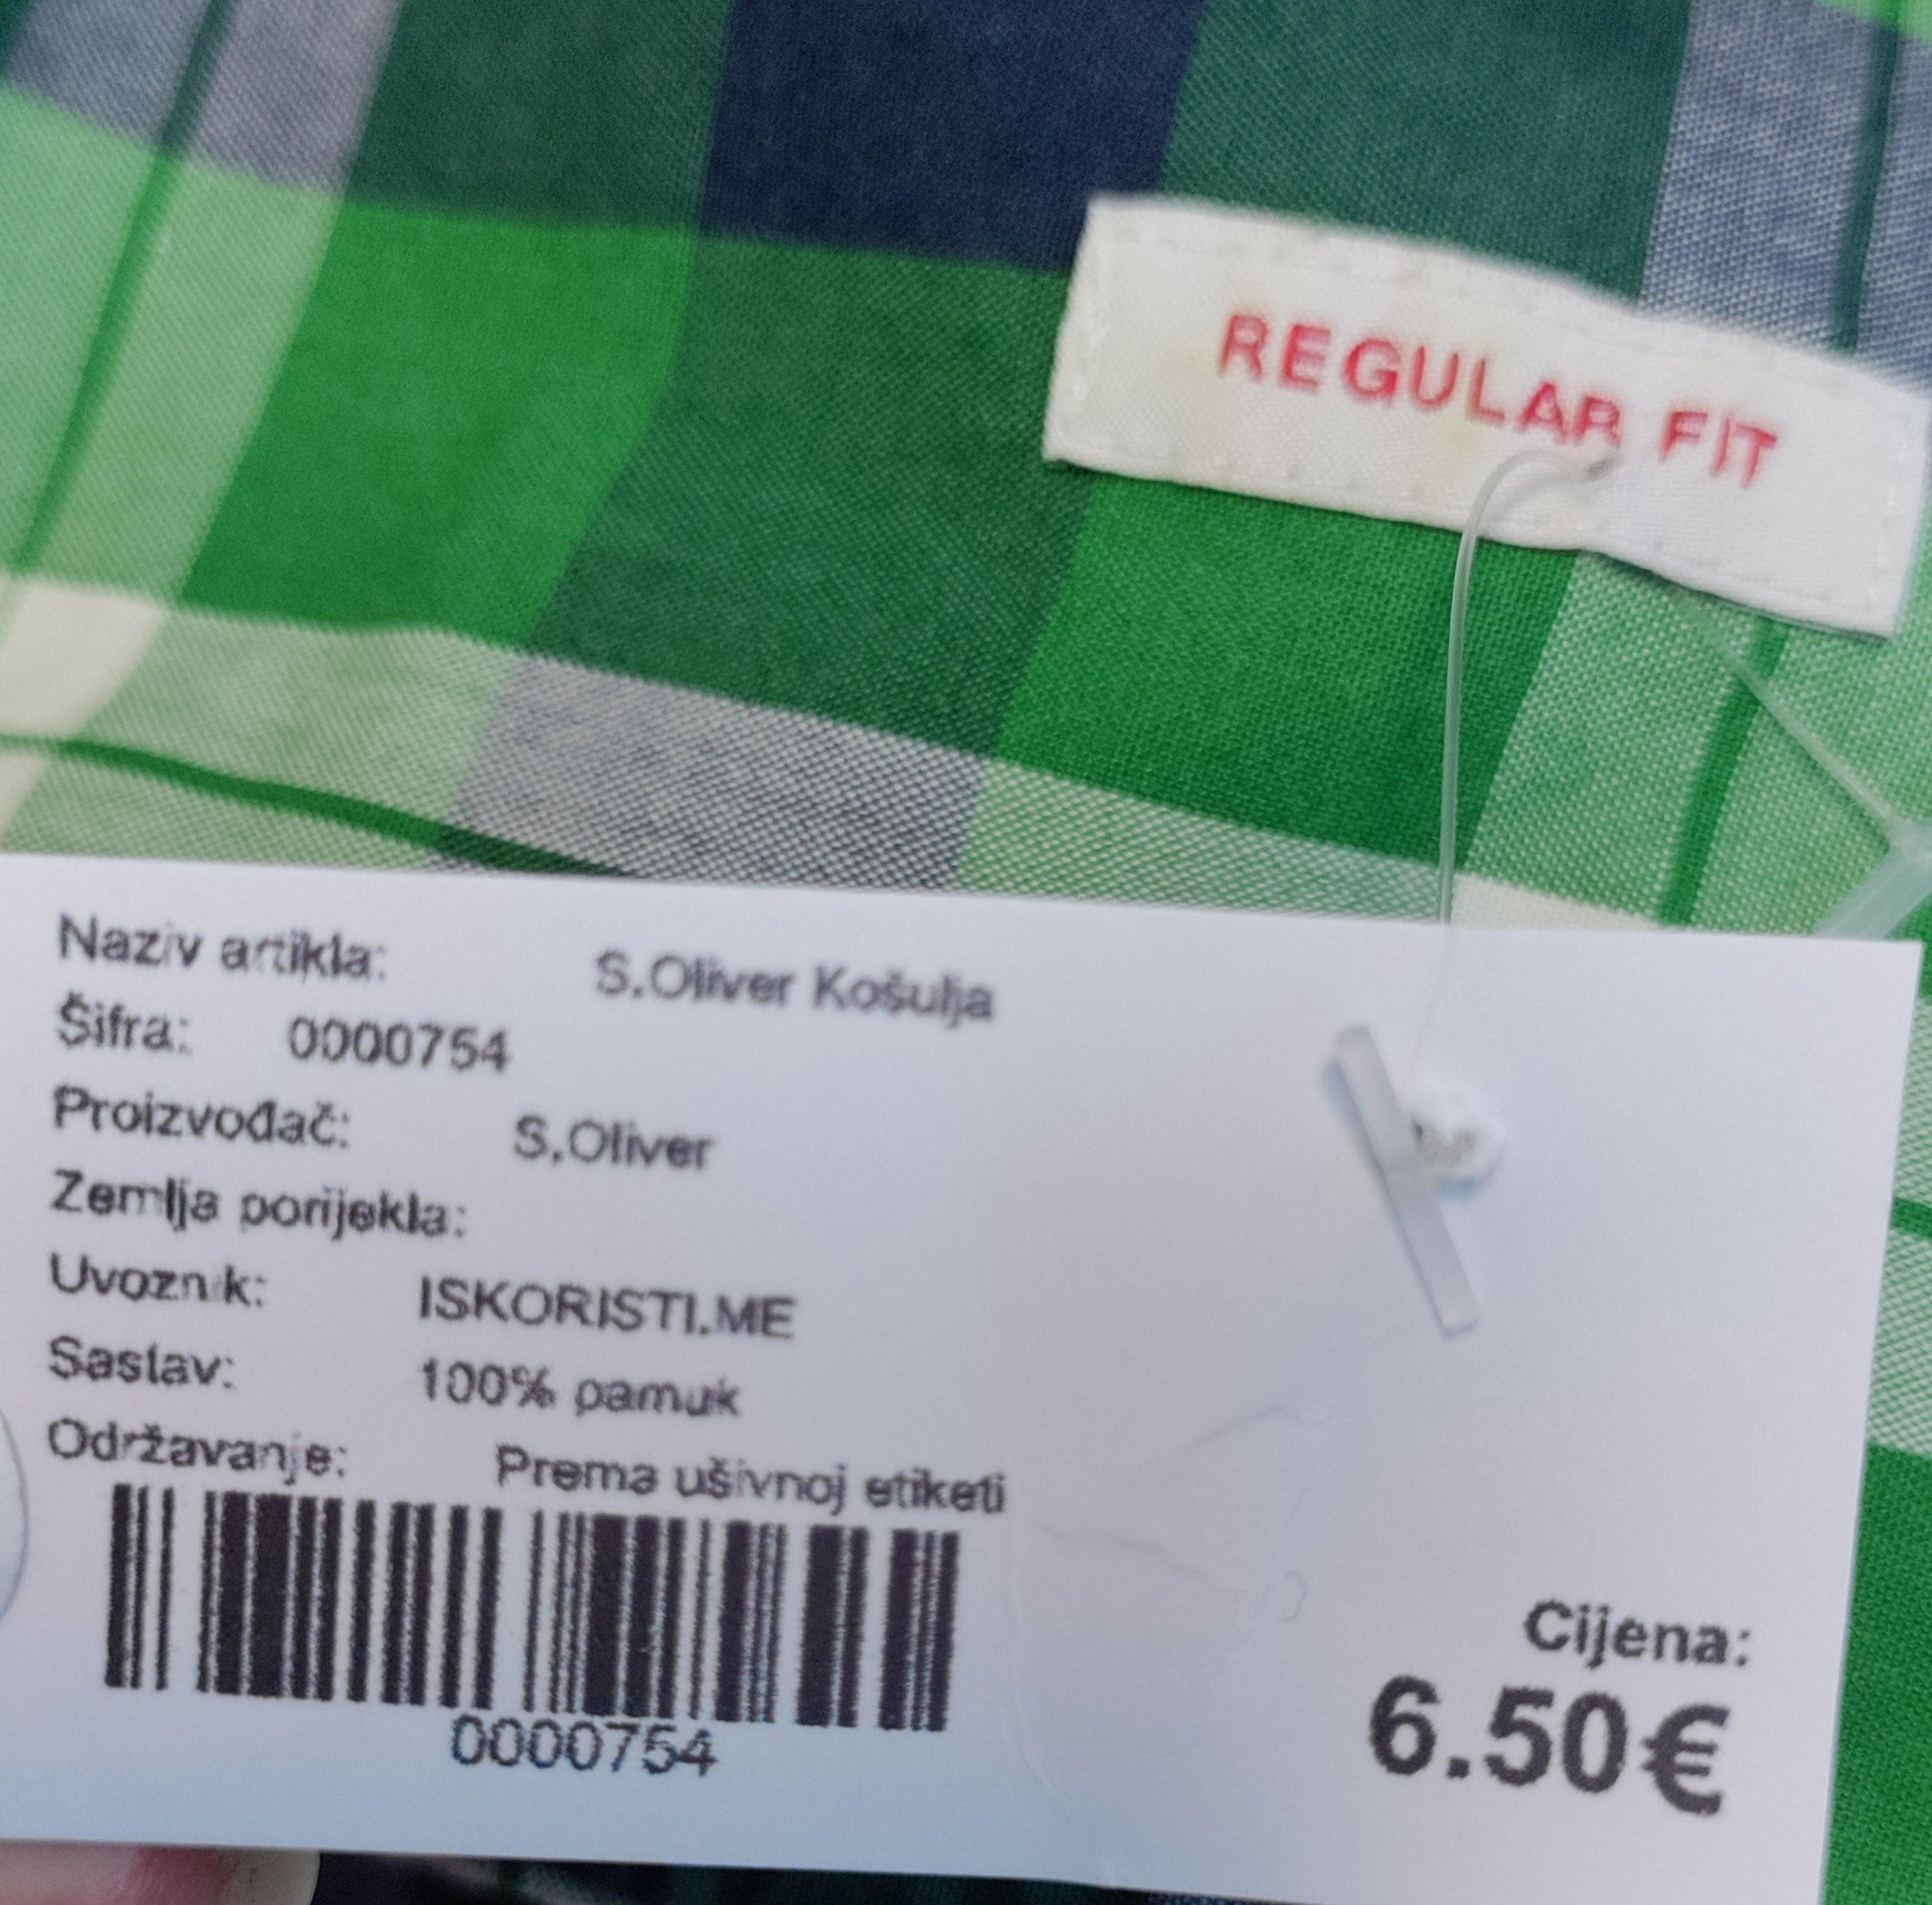 REGULAR FIT
Naziv artikla: S.Oliver Košulja
Šifra: 0000754
Proizvođač: S.Oliver
Zemlja porijekla:
Uvoznik: ISKORISTI.ME
Sastav: 100% pamuk
Održavanje: Prema ušivnoj etiketi
0000754
Cijena:
6.50€